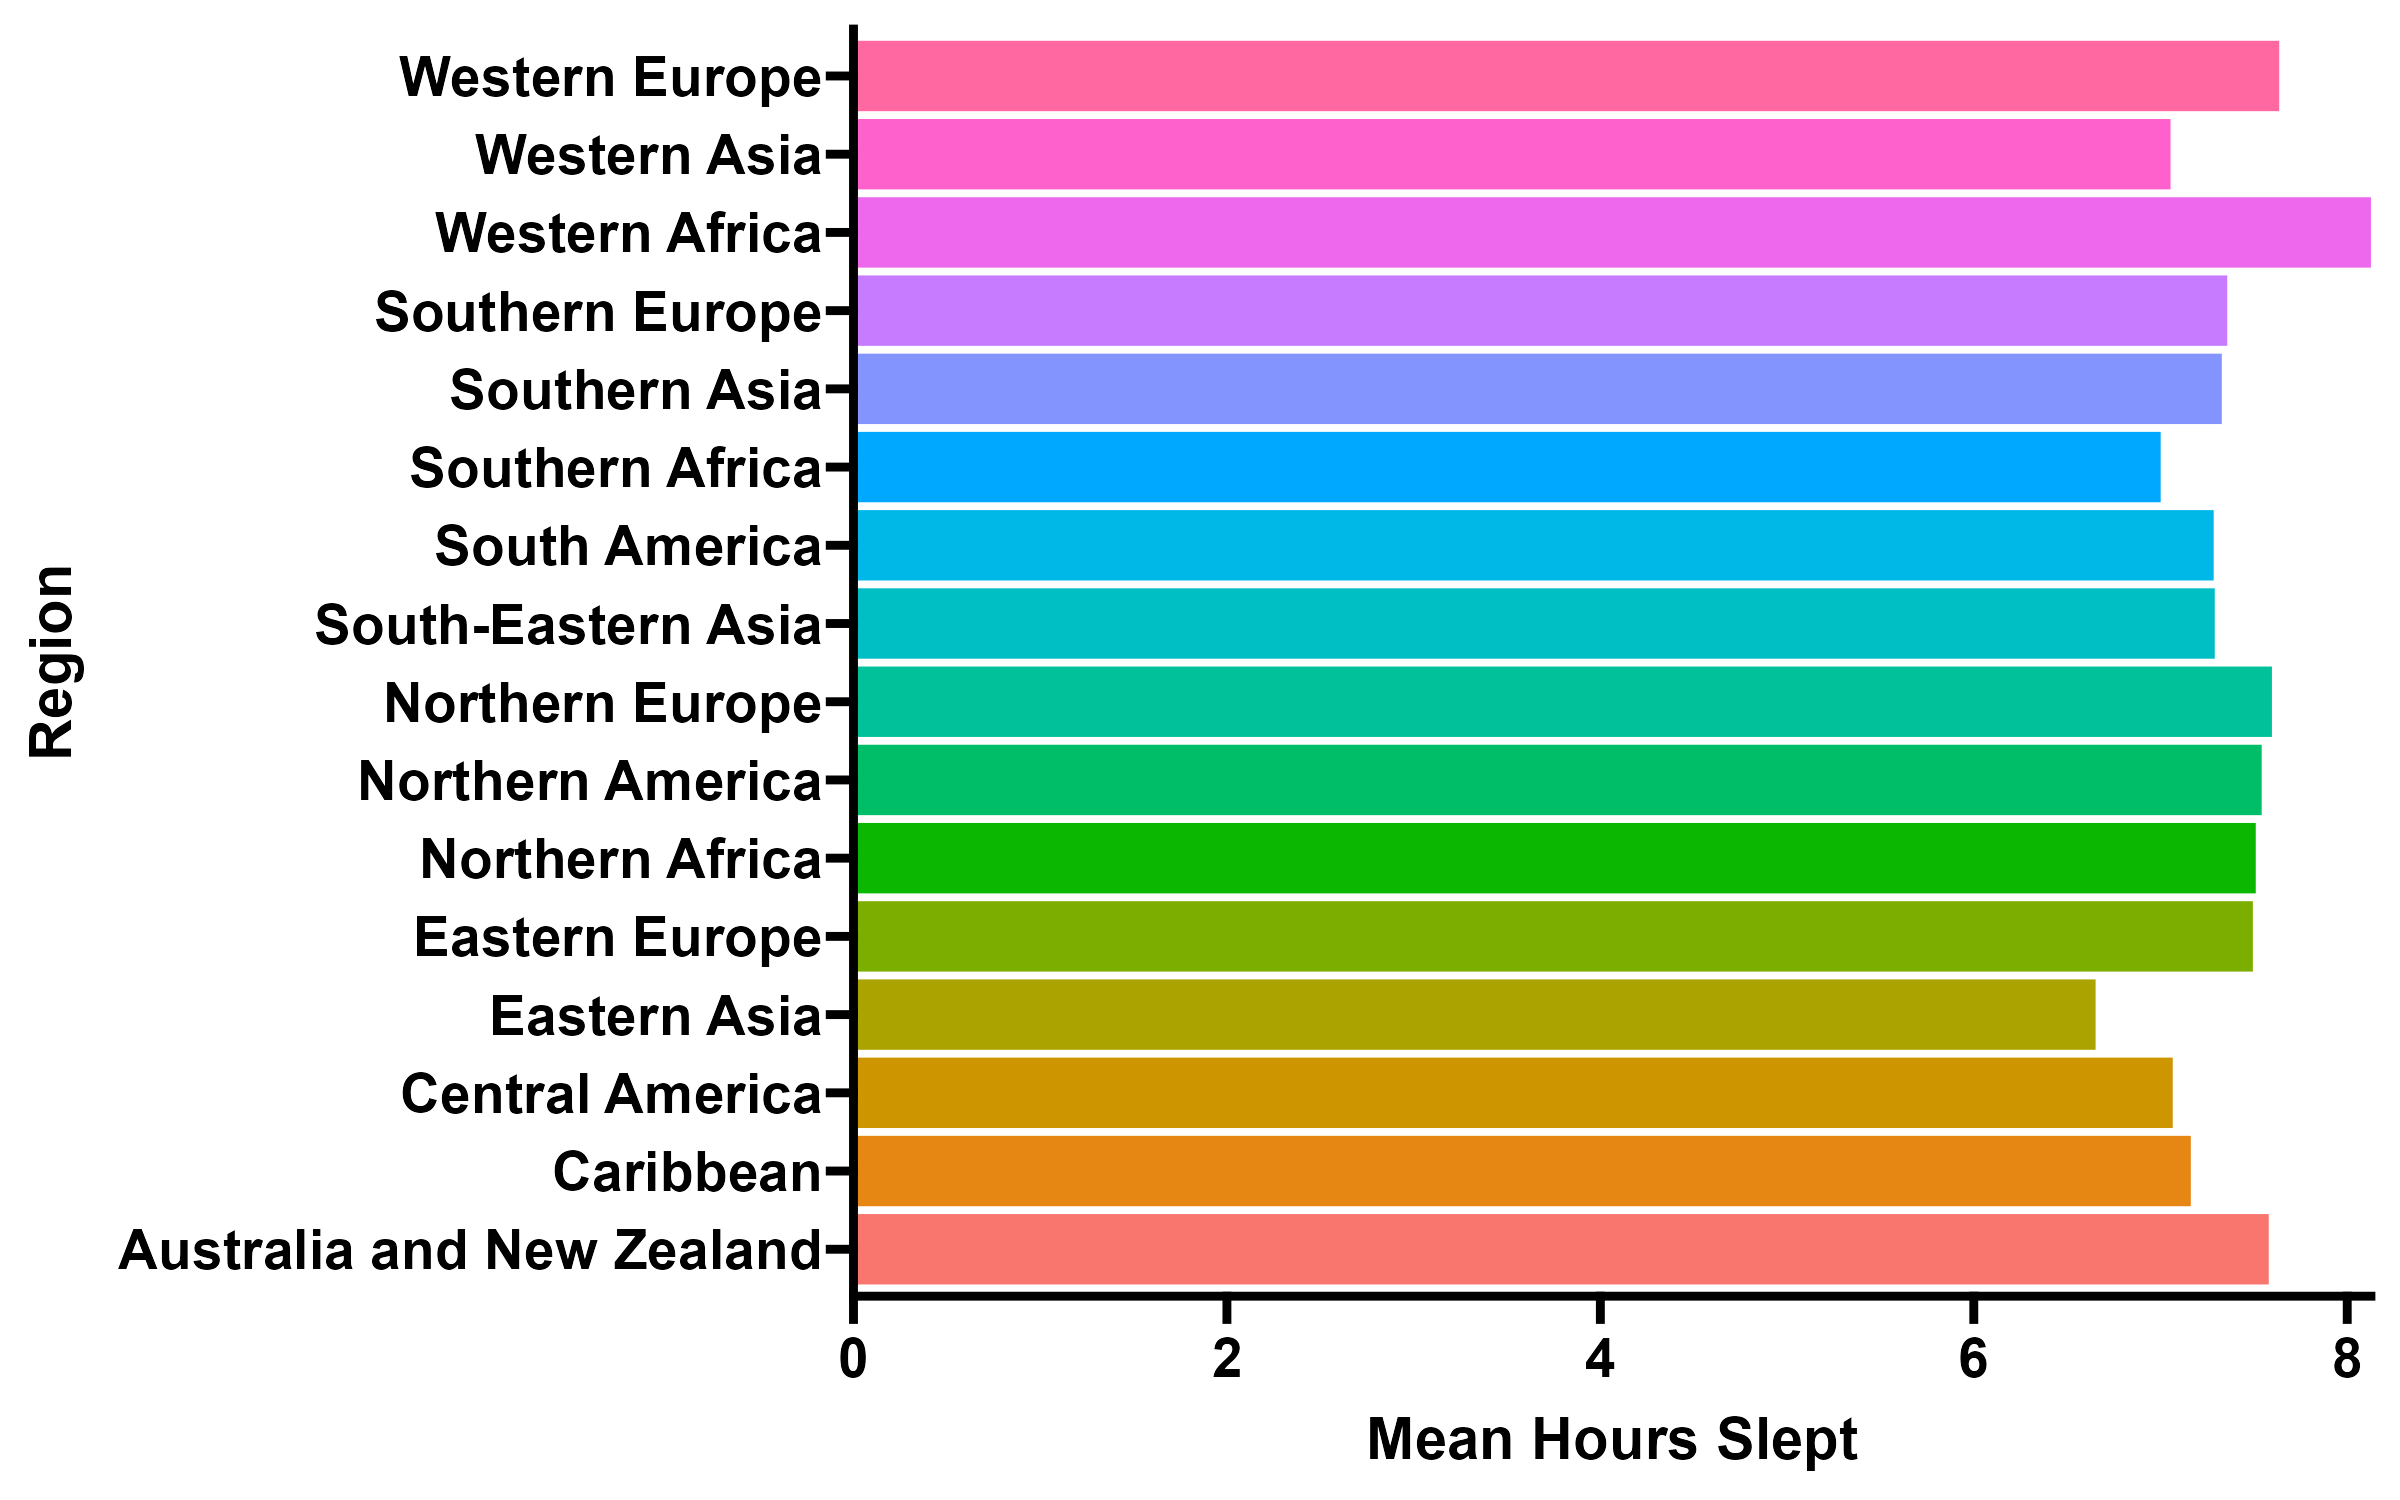 Western Europe
Western Asia
Western Africa
Southern Europe
Southern Asia
Southern Africa
South America
South-Eastern Asia
Northern Europe
Northern America
Northern Africa
Eastern Europe
Eastern Asia
Central America
Caribbean
Australia and New Zealand
Region
0 2 4 6 8
Mean Hours Slept